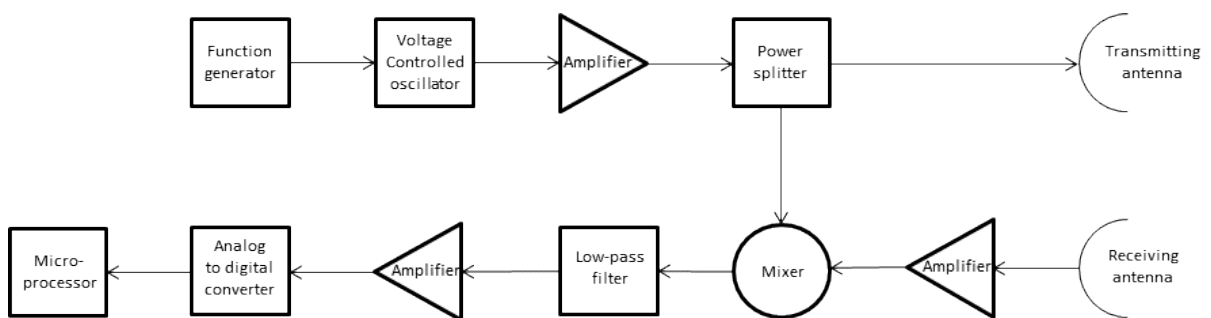 Function
generator
Voltage
Controlled
oscillator
Amplifier
Power
splitter
Transmitting
antenna
Micro-
processor
Analog
to digital
converter
Amplifier
Low-pass
filter
Mixer
Amplifier
Receiving
antenna